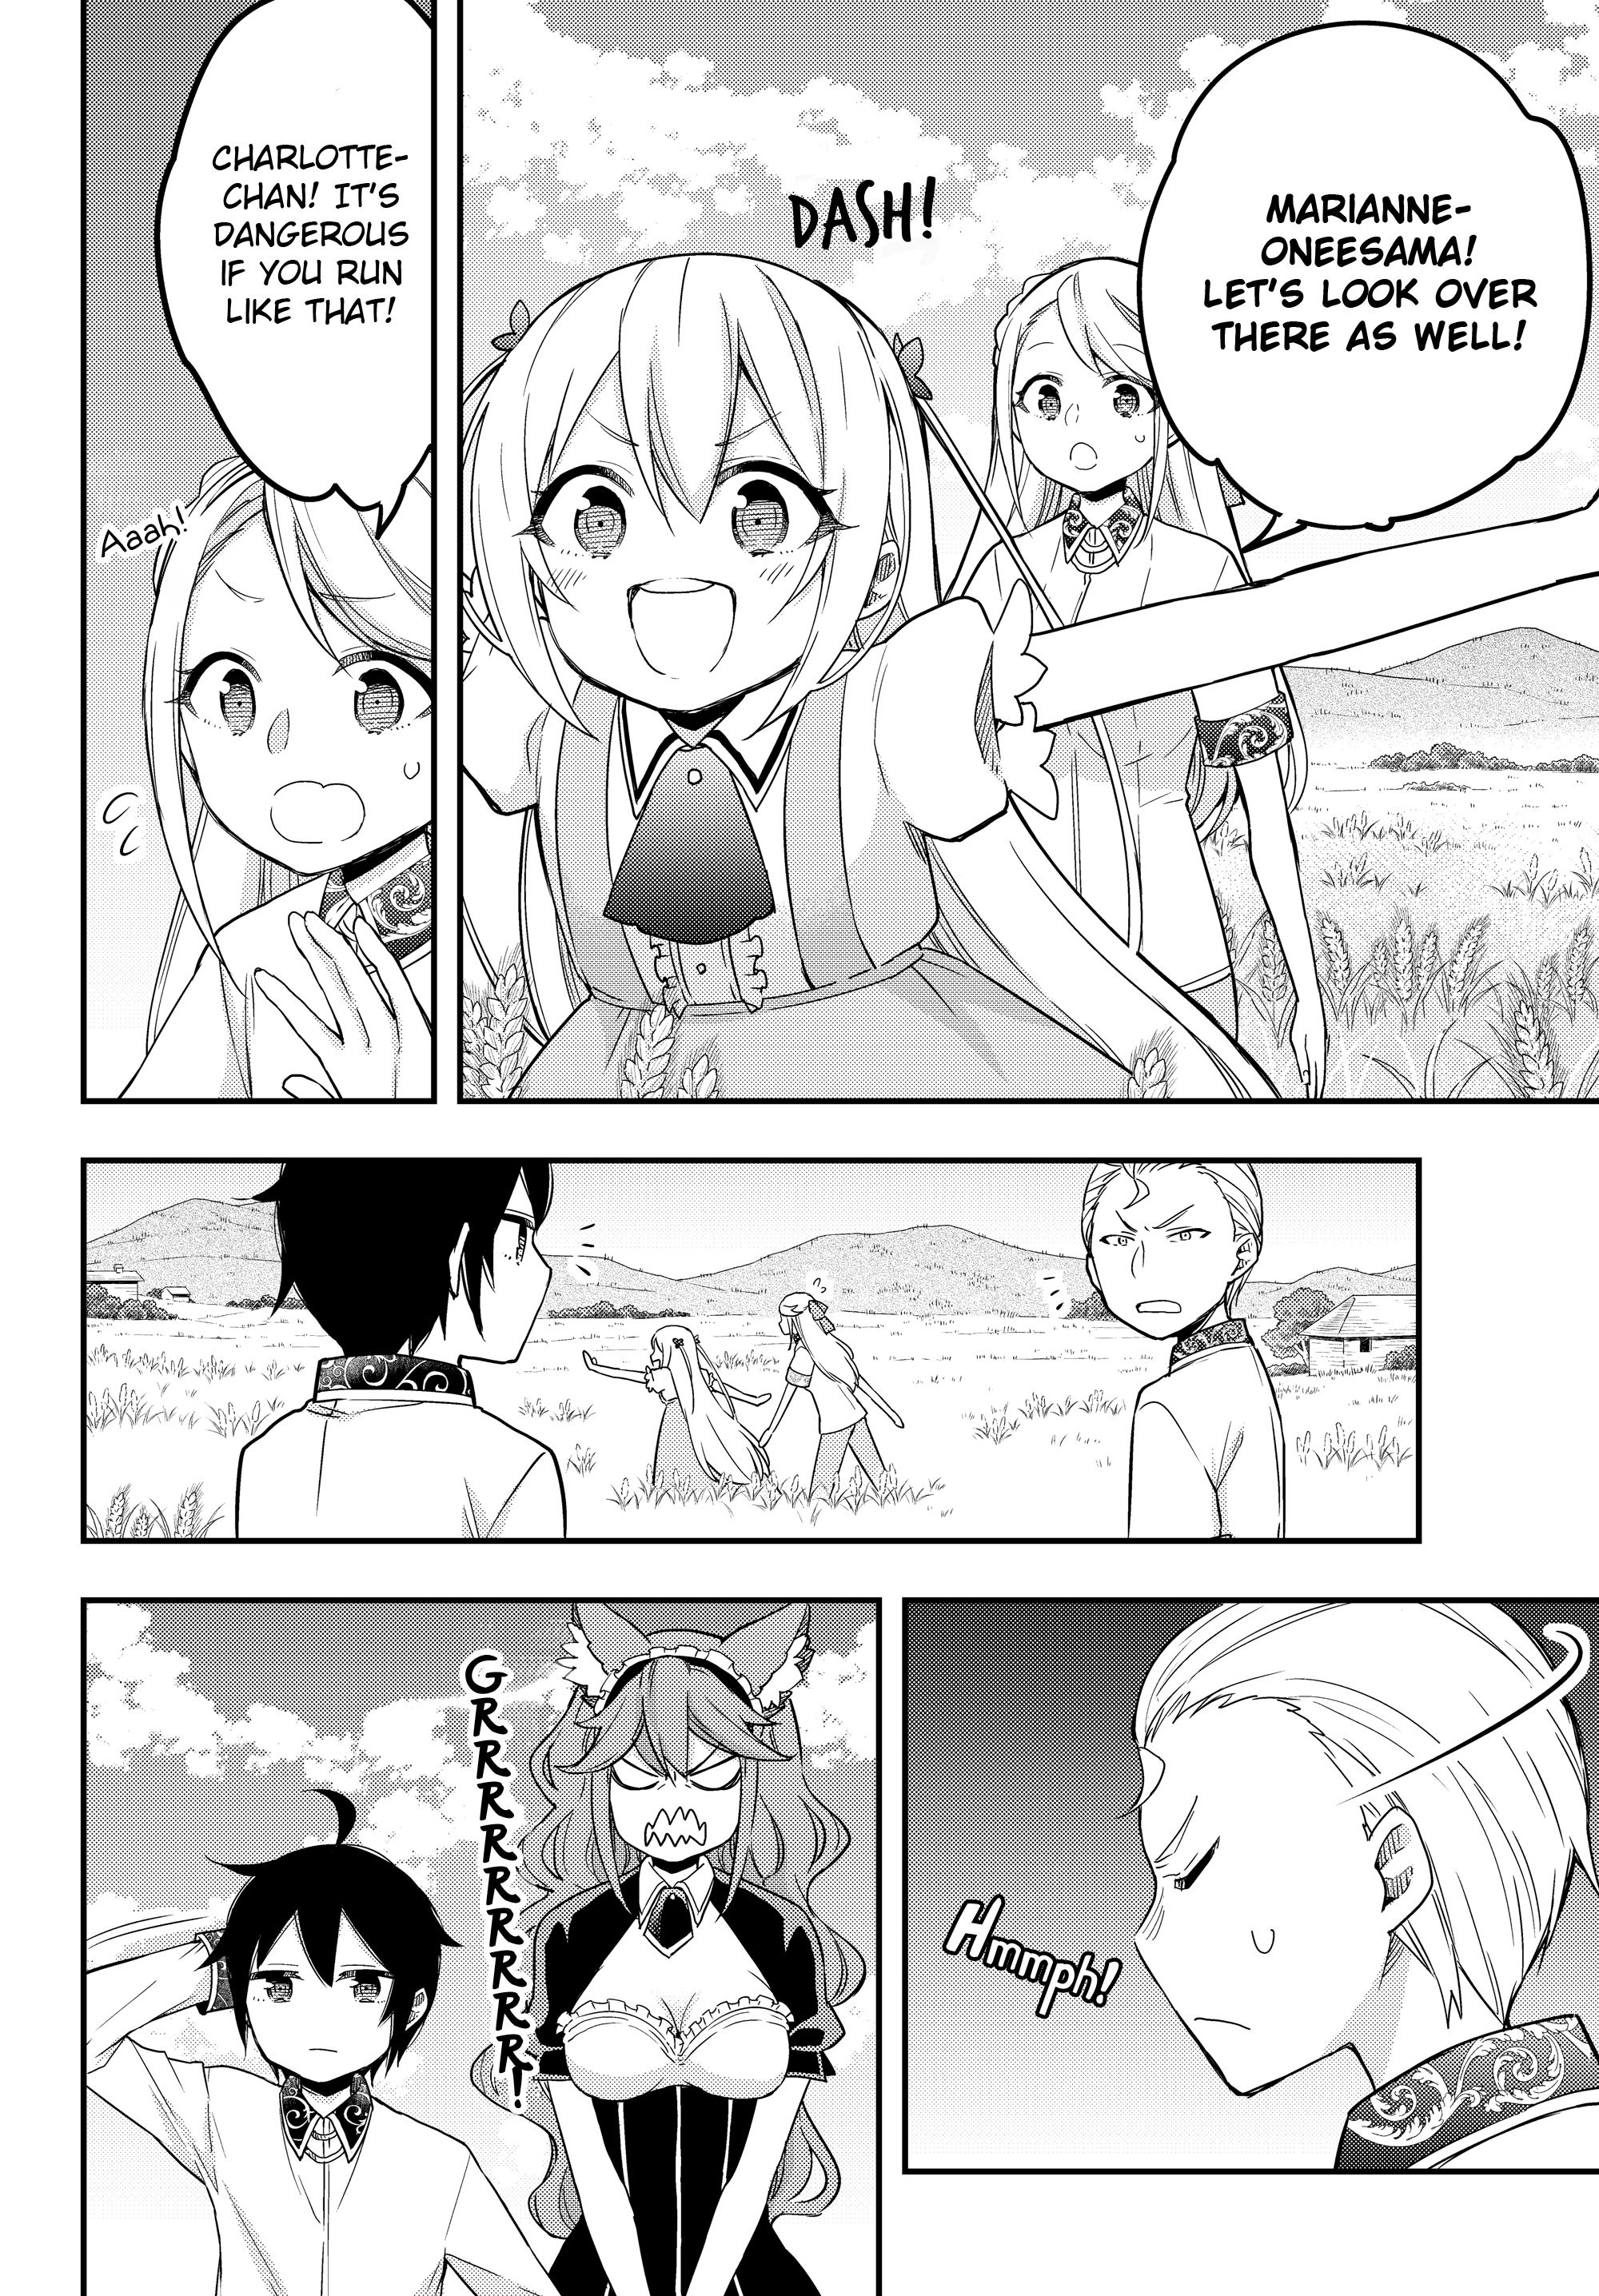 MARIANNE-
ONEESAMA!
LET'S LOOK OVER
THERE AS WELL!
DASH!
CHARLOTTE-
CHAN! IT'S
DANGEROUS
IF YOU RUN
LIKE THAT!
Aaah!
Hmmph!
GRRRRRRRRR!